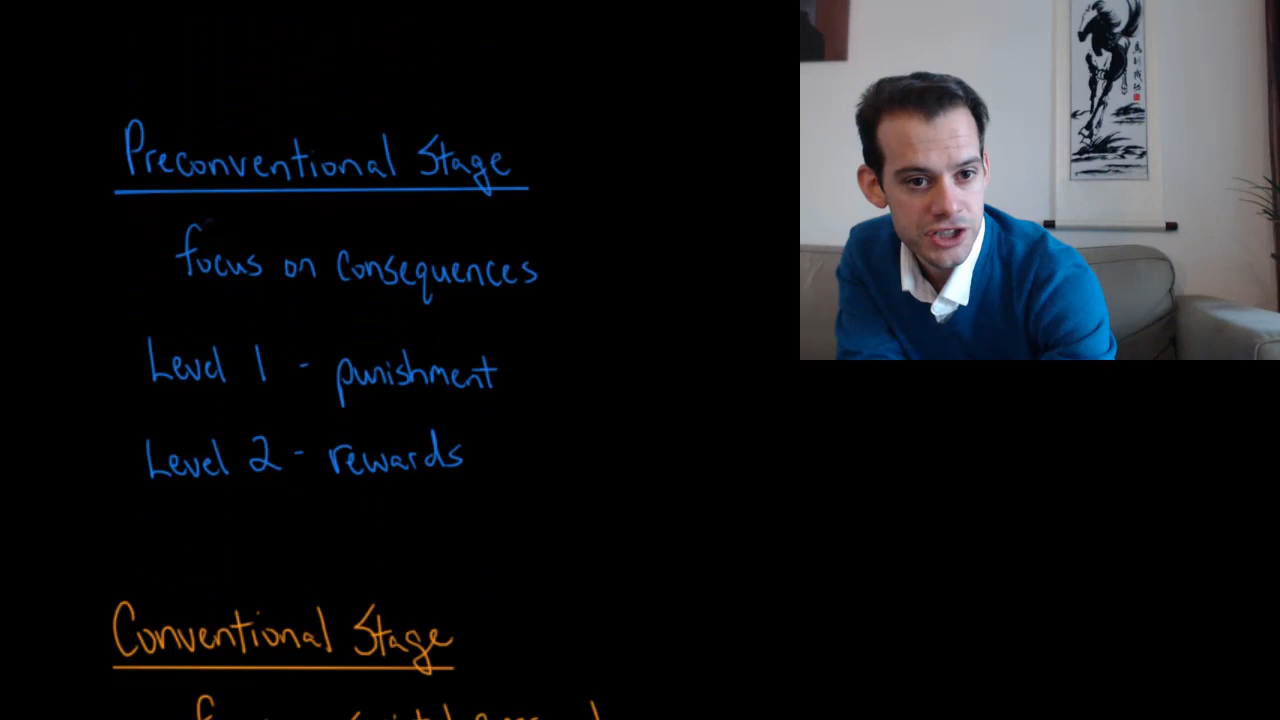 Preconventional Stage
focus on consequences
Level 1 - punishment
Level 2 - rewards
Conventional Stage